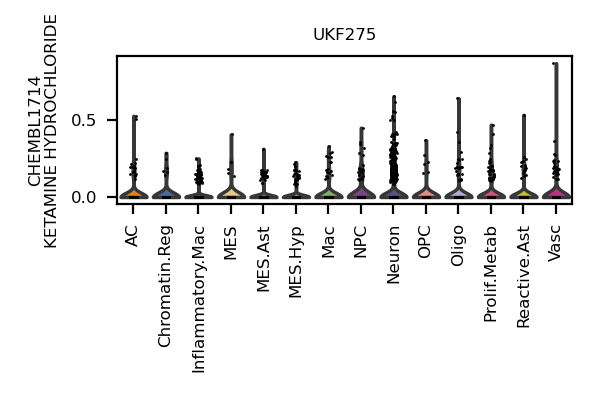 UKF275
CHEMBL1714
KETAMINE HYDROCHLORIDE
0.5
0.0
AC
Chromatin.Reg
Inflammatory.Mac
MES
MES.Ast
MES.Hyp
Mac
NPC
Neuron
OPC
Oligo
Prolif.Metab
Reactive.Ast
Vasc